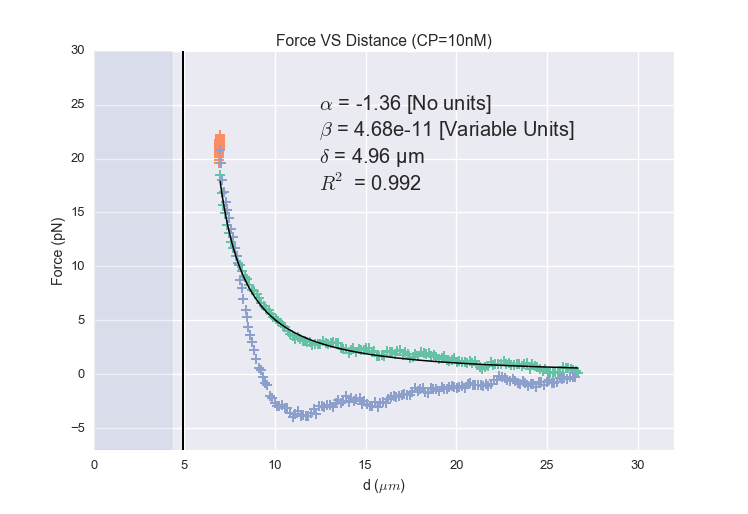 Force VS Distance (CP=10nM)
30
25
20
15
10
5
0
−5
Force (pN)
α = -1.36 [No units]
β = 4.68e-11 [Variable Units]
δ = 4.96 μm
R² = 0.992
0 5 10 15 20 25 30
d (μm)